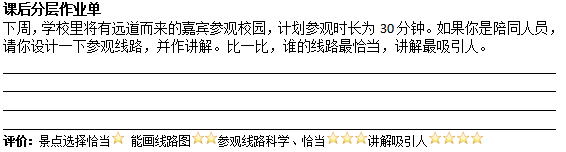 课后分层作业单
下周，学校里将有远道而来的嘉宾参观校园，计划参观时长为 30 分钟。如果你是陪同人员，
请你设计一下参观线路，并作讲解。比一比，谁的线路最恰当，讲解最吸引人。
评价：景点选择恰当⭐ 能画线路图⭐⭐参观线路科学、恰当⭐⭐⭐讲解吸引人⭐⭐⭐⭐